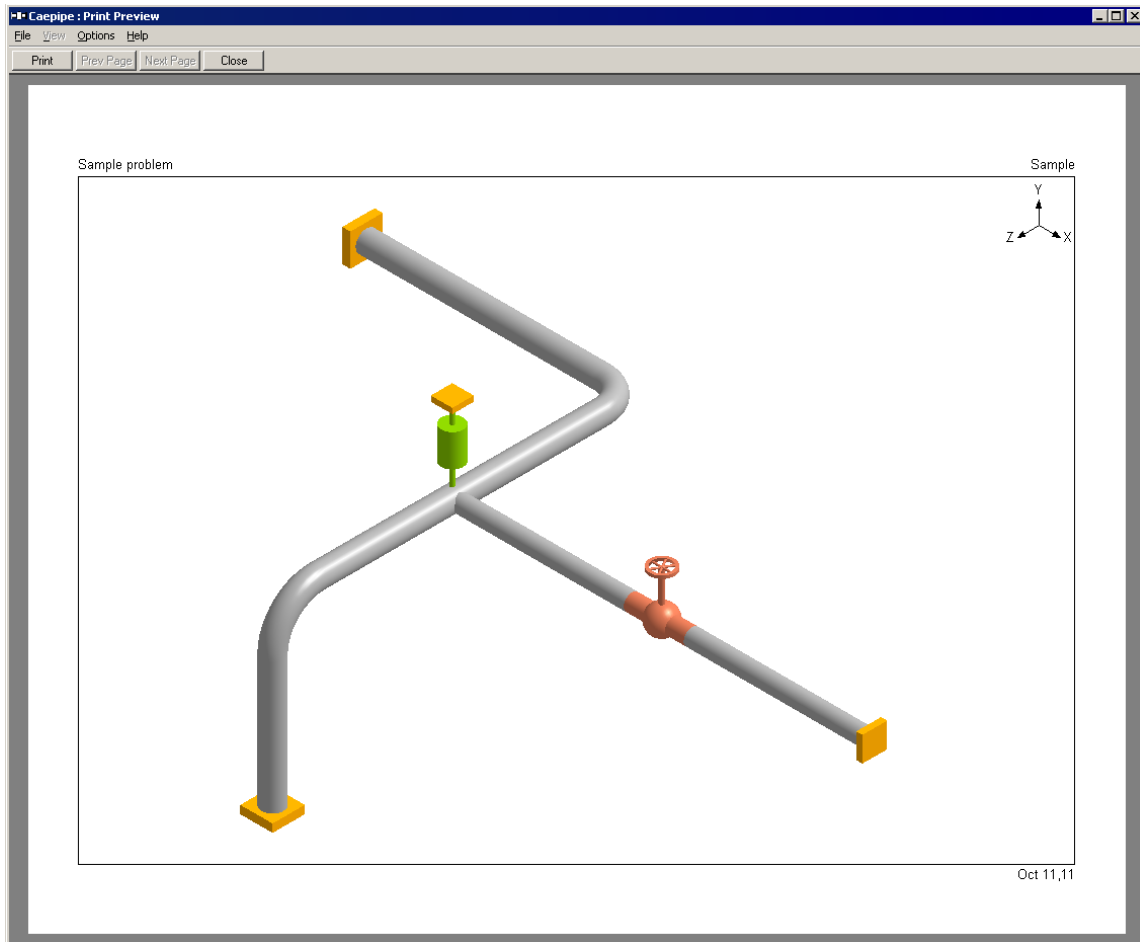 Caepipe : Print Preview
File View Options Help
Print Prev Page Next Page Close
Sample problem Sample
Y
Z X
Oct 11,11